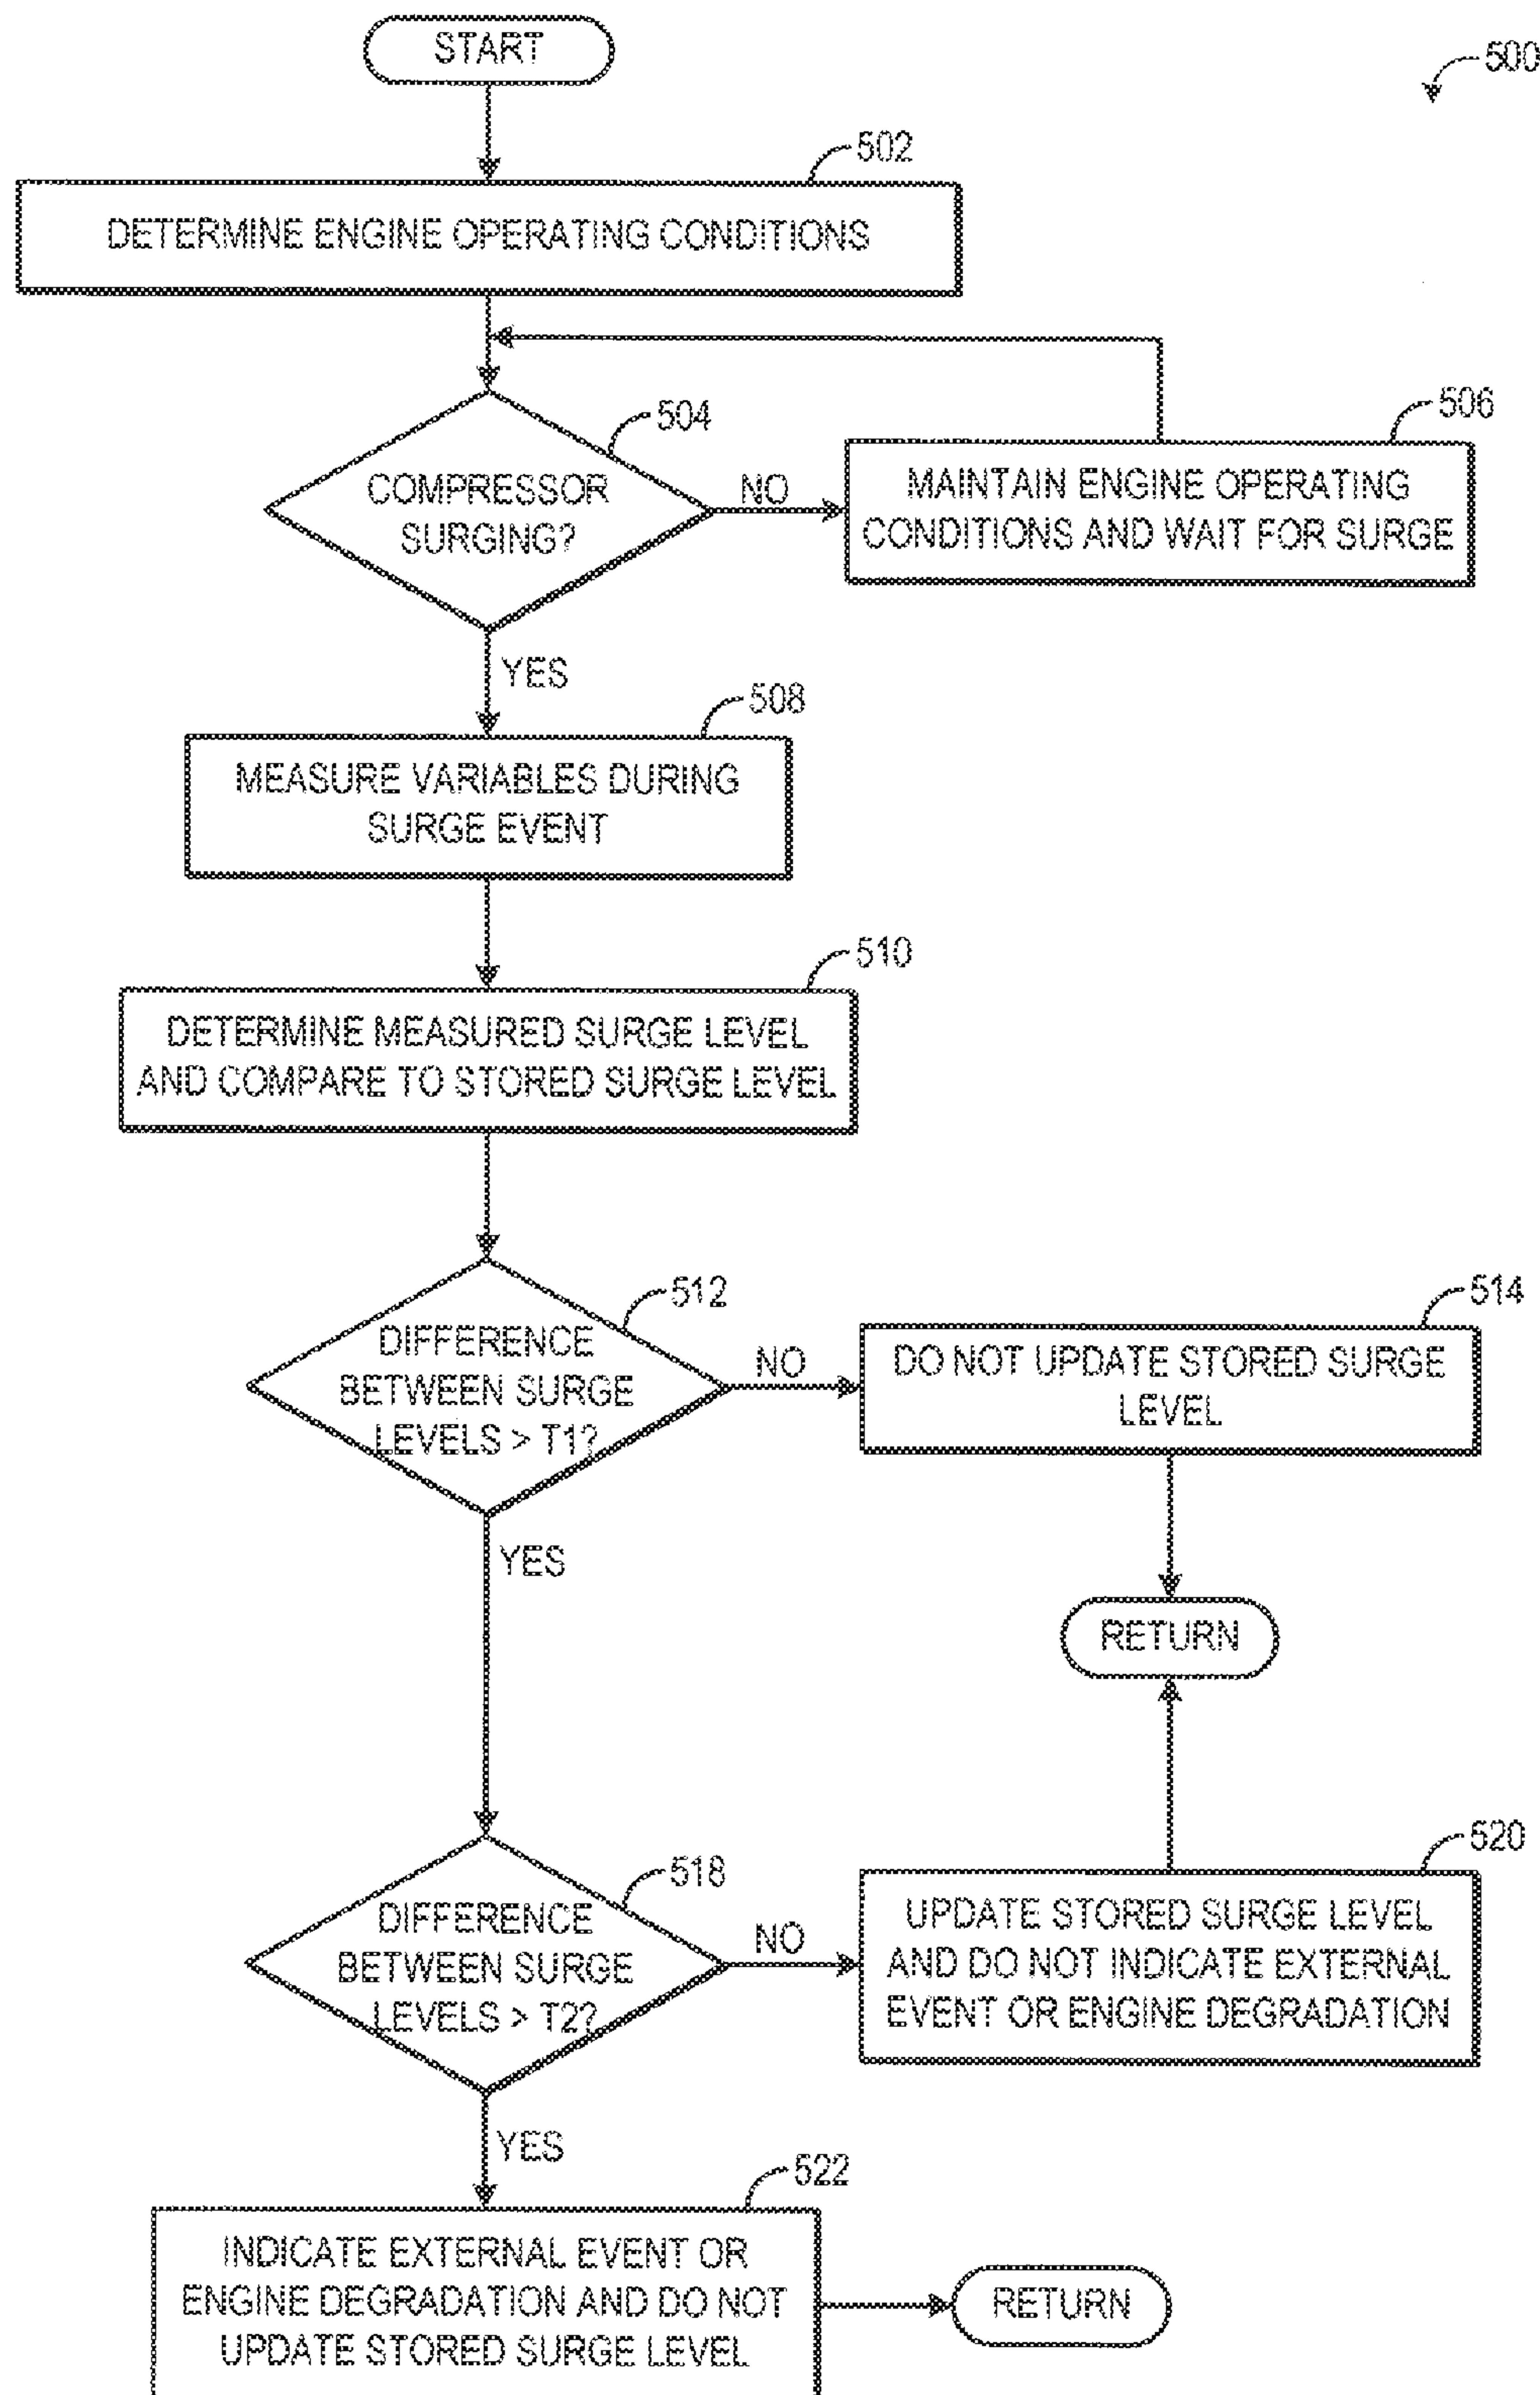 START
500
502
DETERMINE ENGINE OPERATING CONDITIONS
504
COMPRESSOR
SURGING?
NO
506
MAINTAIN ENGINE OPERATING
CONDITIONS AND WAIT FOR SURGE
YES
508
MEASURE VARIABLES DURING
SURGE EVENT
510
DETERMINE MEASURED SURGE LEVEL
AND COMPARE TO STORED SURGE LEVEL
512
DIFFERENCE
BETWEEN SURGE
LEVELS > T1?
NO
514
DO NOT UPDATE STORED SURGE
LEVEL
YES
RETURN
518
DIFFERENCE
BETWEEN SURGE
LEVELS > T2?
NO
520
UPDATE STORED SURGE LEVEL
AND DO NOT INDICATE EXTERNAL
EVENT OR ENGINE DEGRADATION
YES
522
INDICATE EXTERNAL EVENT OR
ENGINE DEGRADATION AND DO NOT
UPDATE STORED SURGE LEVEL
RETURN